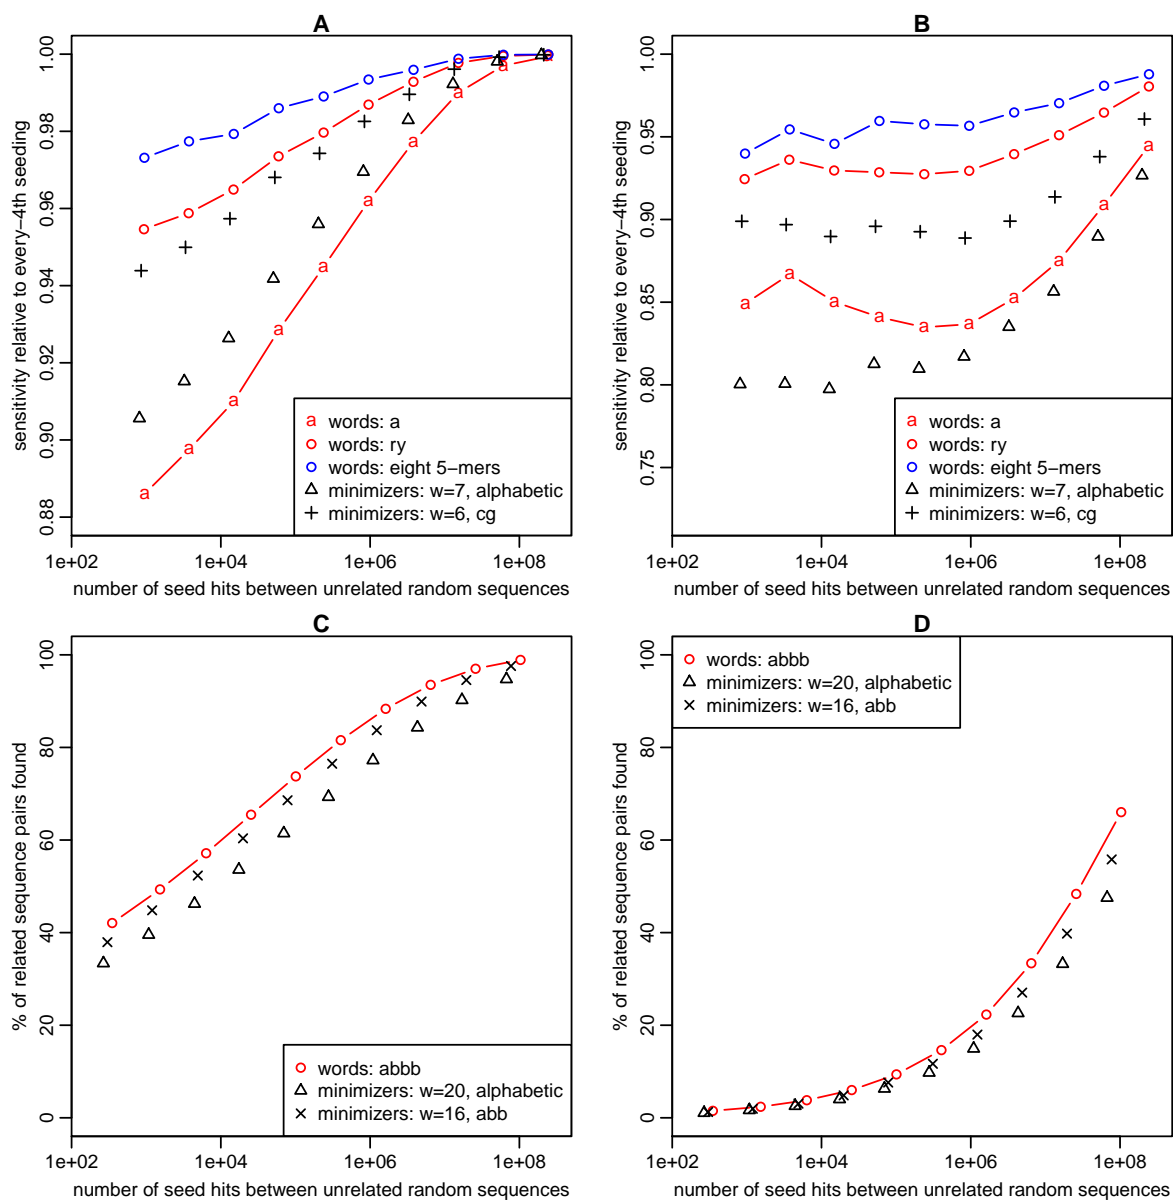 A
sensitivity relative to every−4th seeding
1.00
0.98
0.96
0.94
0.92
0.90
0.88
a
words: a
words: ry
words: eight 5−mers
minimizers: w=7, alphabetic
minimizers: w=6, cg
1e+02
1e+04
1e+06
1e+08
number of seed hits between unrelated random sequences
B
sensitivity relative to every−4th seeding
1.00
0.95
0.90
0.85
0.80
0.75
a
words: a
words: ry
words: eight 5−mers
minimizers: w=7, alphabetic
minimizers: w=6, cg
1e+02
1e+04
1e+06
1e+08
number of seed hits between unrelated random sequences
C
% of related sequence pairs found
100
80
60
40
20
0
words: abbb
minimizers: w=20, alphabetic
minimizers: w=16, abb
1e+02
1e+04
1e+06
1e+08
number of seed hits between unrelated random sequences
D
% of related sequence pairs found
100
80
60
40
20
0
words: abbb
minimizers: w=20, alphabetic
minimizers: w=16, abb
1e+02
1e+04
1e+06
1e+08
number of seed hits between unrelated random sequences